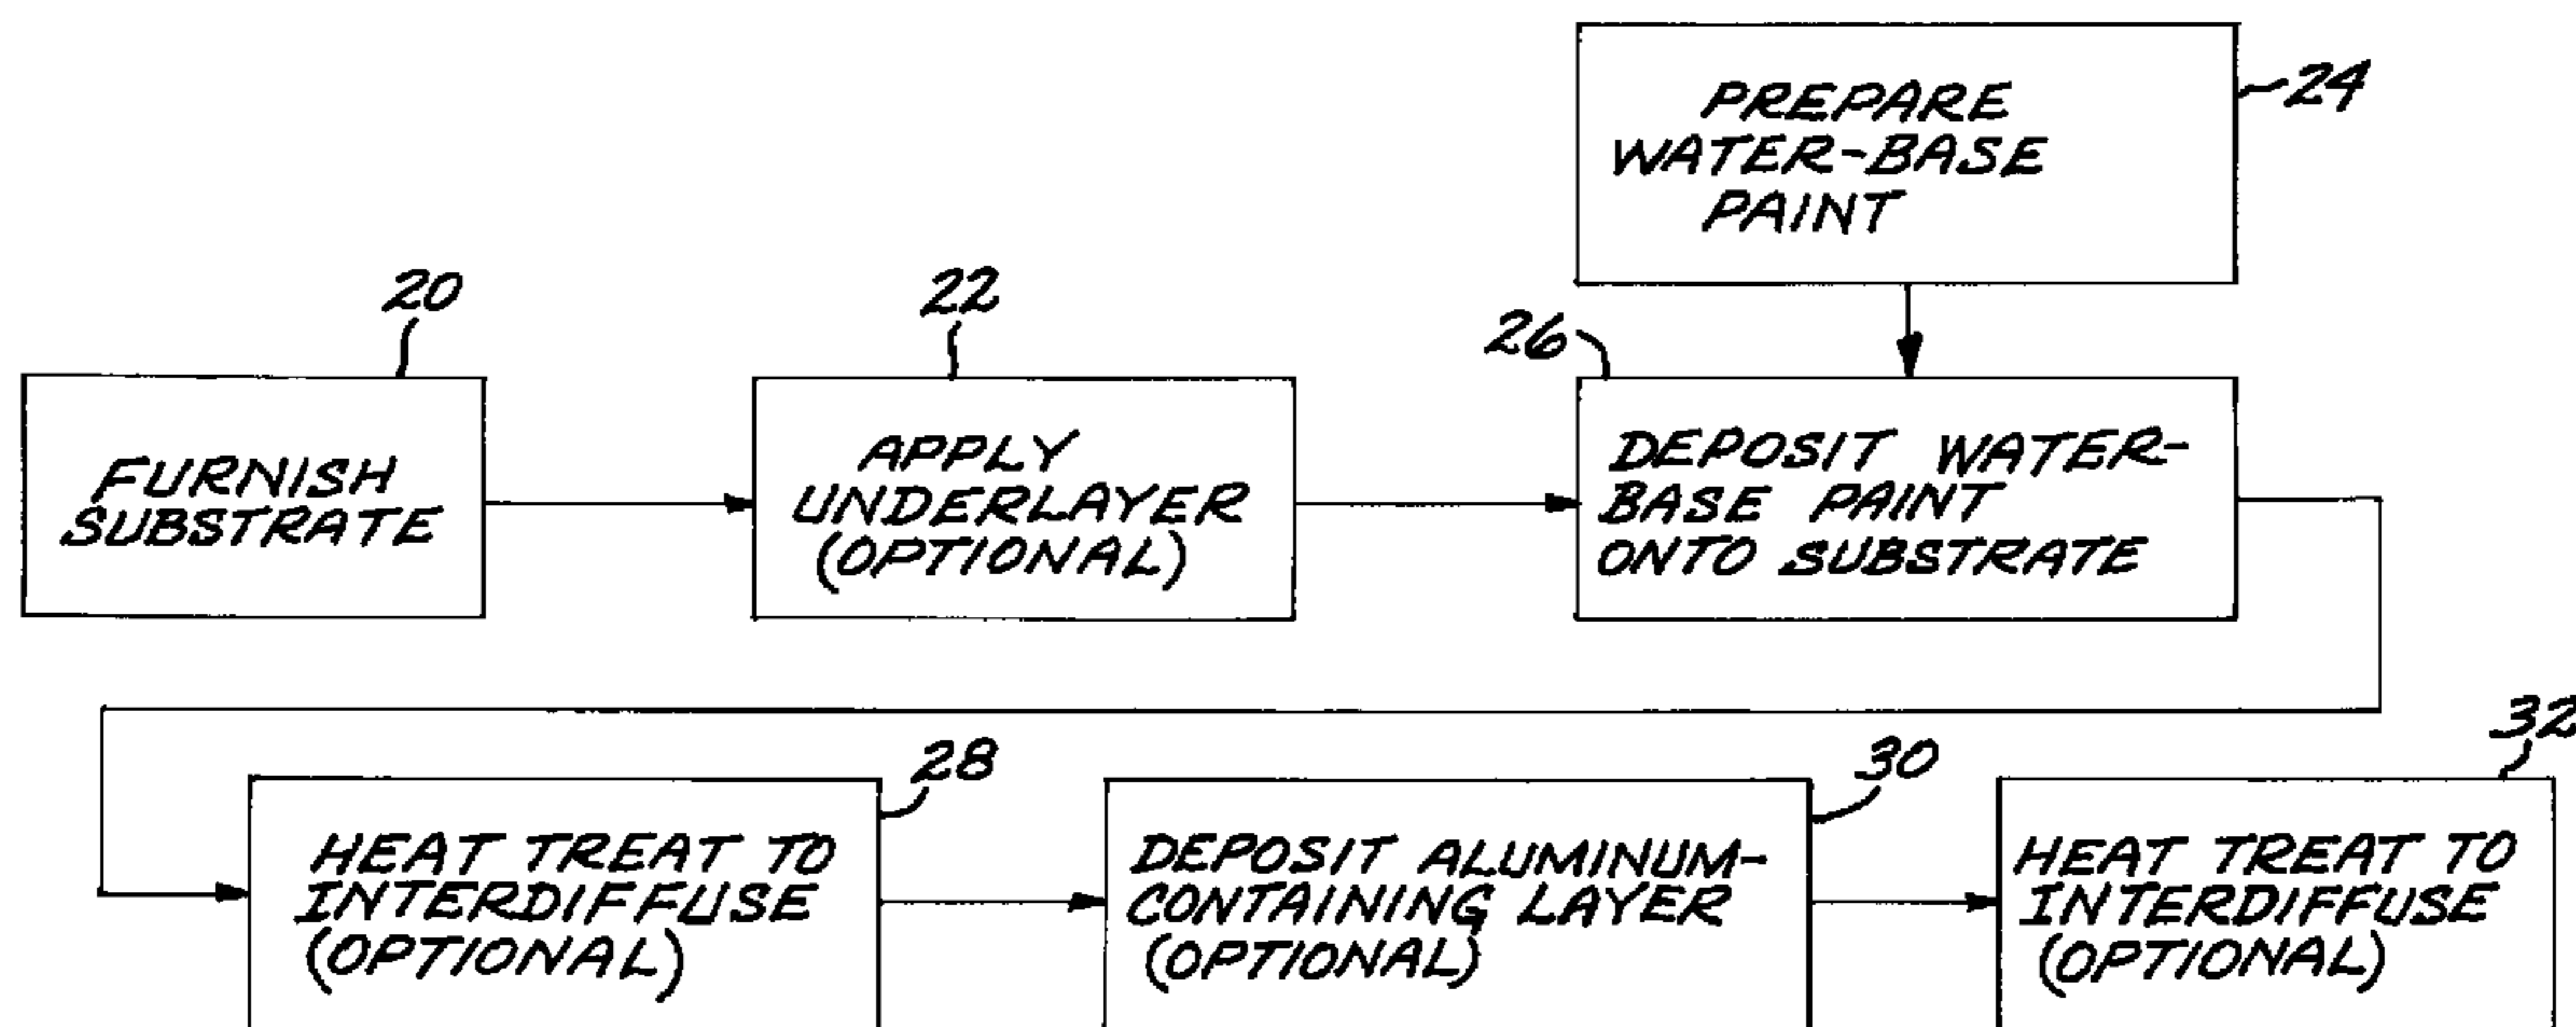 PREPARE
WATER-BASE
PAINT
24
20
22
26
FURNISH
SUBSTRATE
APPLY
UNDERLAYER
(OPTIONAL)
DEPOSIT WATER-
BASE PAINT
ONTO SUBSTRATE
28
30
32
HEAT TREAT TO
INTERDIFFUSE
(OPTIONAL)
DEPOSIT ALUMINUM-
CONTAINING LAYER
(OPTIONAL)
HEAT TREAT TO
INTERDIFFUSE
(OPTIONAL)